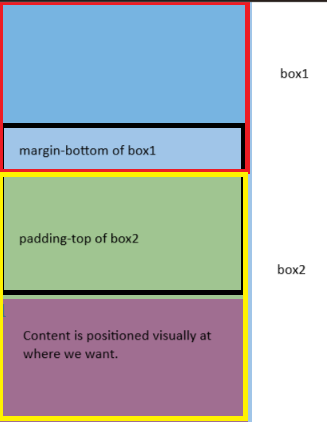 box1
margin-bottom of box1
padding-top of box2
box2
Content is positioned visually at
where we want.